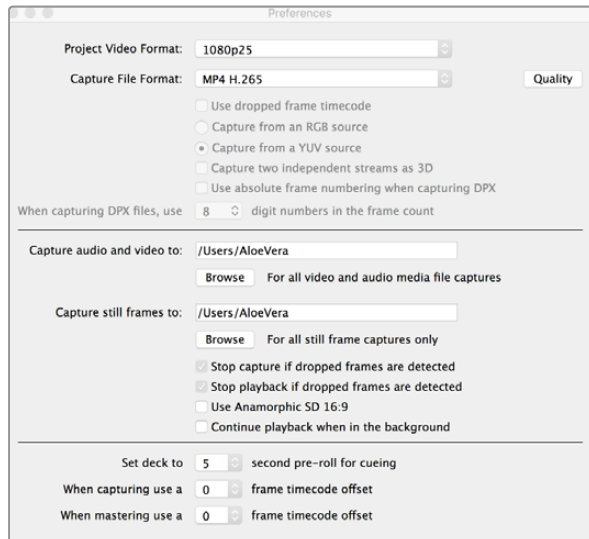 Preferences
Project Video Format: 1080p25
Capture File Format: MP4 H.265 Quality
Use dropped frame timecode
Capture from an RGB source
Capture from a YUV source
Capture two independent streams as 3D
Use absolute frame numbering when capturing DPX
When capturing DPX files, use 8 digit numbers in the frame count
Capture audio and video to: /Users/AloeVera
Browse For all video and audio media file captures
Capture still frames to: /Users/AloeVera
Browse For all still frame captures only
Stop capture if dropped frames are detected
Stop playback if dropped frames are detected
Use Anamorphic SD 16:9
Continue playback when in the background
Set deck to 5 second pre-roll for cueing
When capturing use a 0 frame timecode offset
When mastering use a 0 frame timecode offset